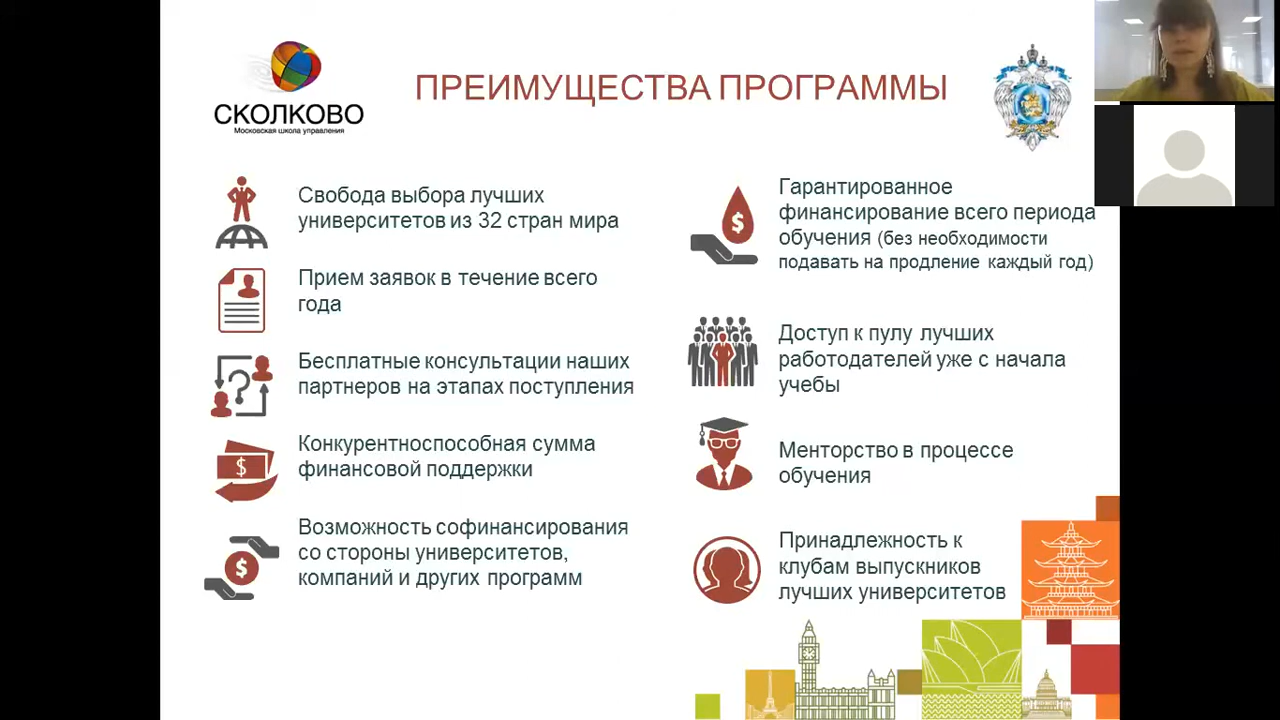 СКОЛКОВО
Московская школа управления
ПРЕИМУЩЕСТВА ПРОГРАММЫ
Свобода выбора лучших
университетов из 32 стран мира
Прием заявок в течение всего
года
Бесплатные консультации наших
партнеров на этапах поступления
Конкурентноспособная сумма
финансовой поддержки
Возможность софинансирования
со стороны университетов,
компаний и других программ
Гарантированное
финансирование всего периода
обучения (без необходимости
подавать на продление каждый год)
Доступ к пулу лучших
работодателей уже с начала
учебы
Менторство в процессе
обучения
Принадлежность к
клубам выпускников
лучших университетов